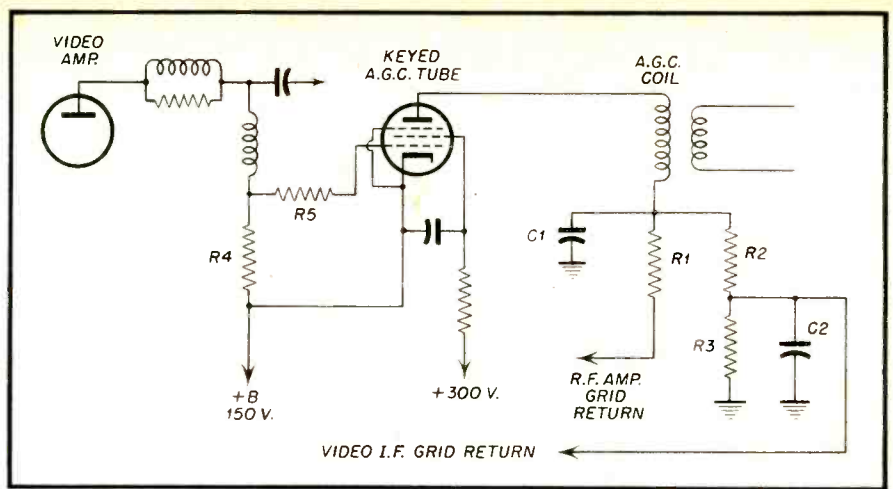 VIDEO
AMP.
KEYED
A.G.C. TUBE
A.G.C.
COIL
R5
R4
C1
R1
R2
R3
C2
+B
150 V.
+300 V.
R.F. AMP.
GRID
RETURN
VIDEO I.F. GRID RETURN